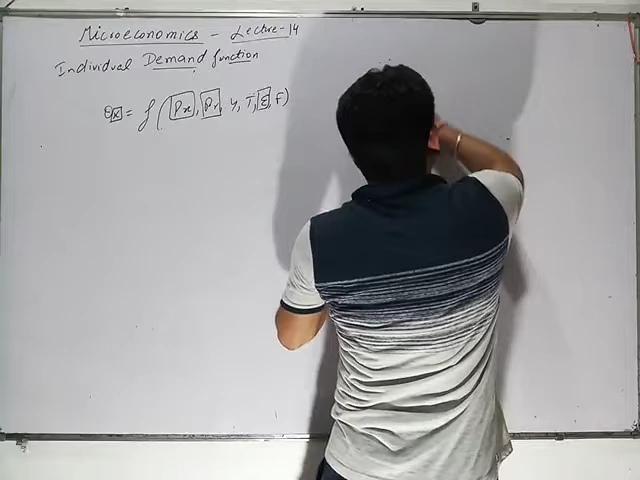 Microeconomics - Lecture-14
Individual Demand function
Qx = f(Px, Pr, Y, T, E, F)